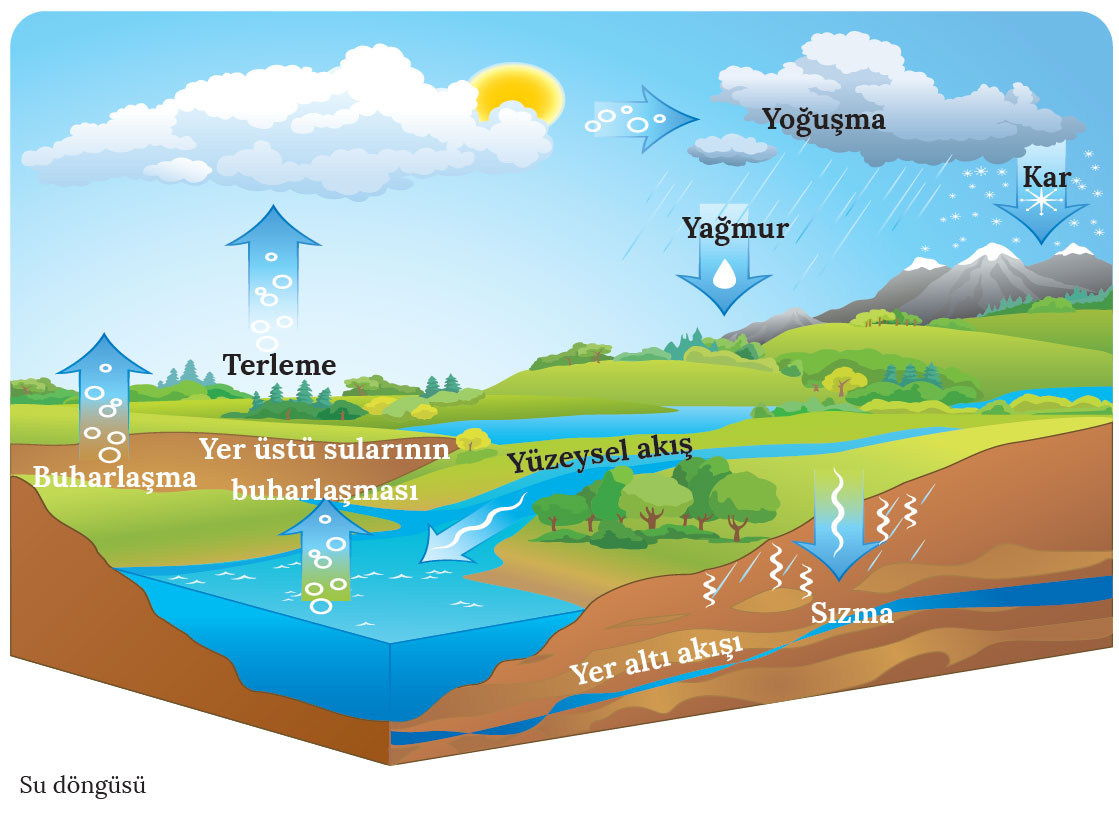 Yoğuşma
Kar
Yağmur
Terleme
Buharlaşma
Yer üstü sularının
buharlaşması
Yüzeysel akış
Sızma
Yer altı akışı
Su döngüsü